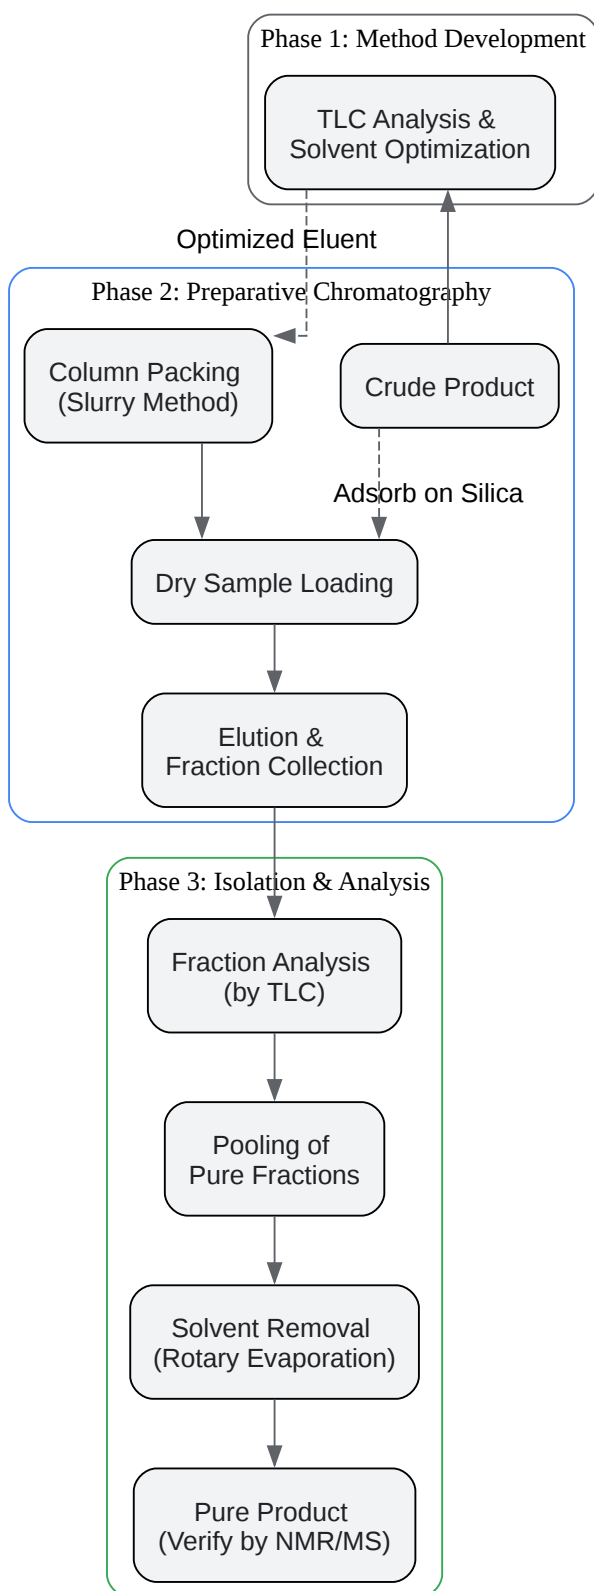 Phase 1: Method Development
TLC Analysis &
Solvent Optimization
Optimized Eluent
Phase 2: Preparative Chromatography
Column Packing
(Slurry Method)
Crude Product
Adsorb on Silica
Dry Sample Loading
Elution &
Fraction Collection
Phase 3: Isolation & Analysis
Fraction Analysis
(by TLC)
Pooling of
Pure Fractions
Solvent Removal
(Rotary Evaporation)
Pure Product
(Verify by NMR/MS)